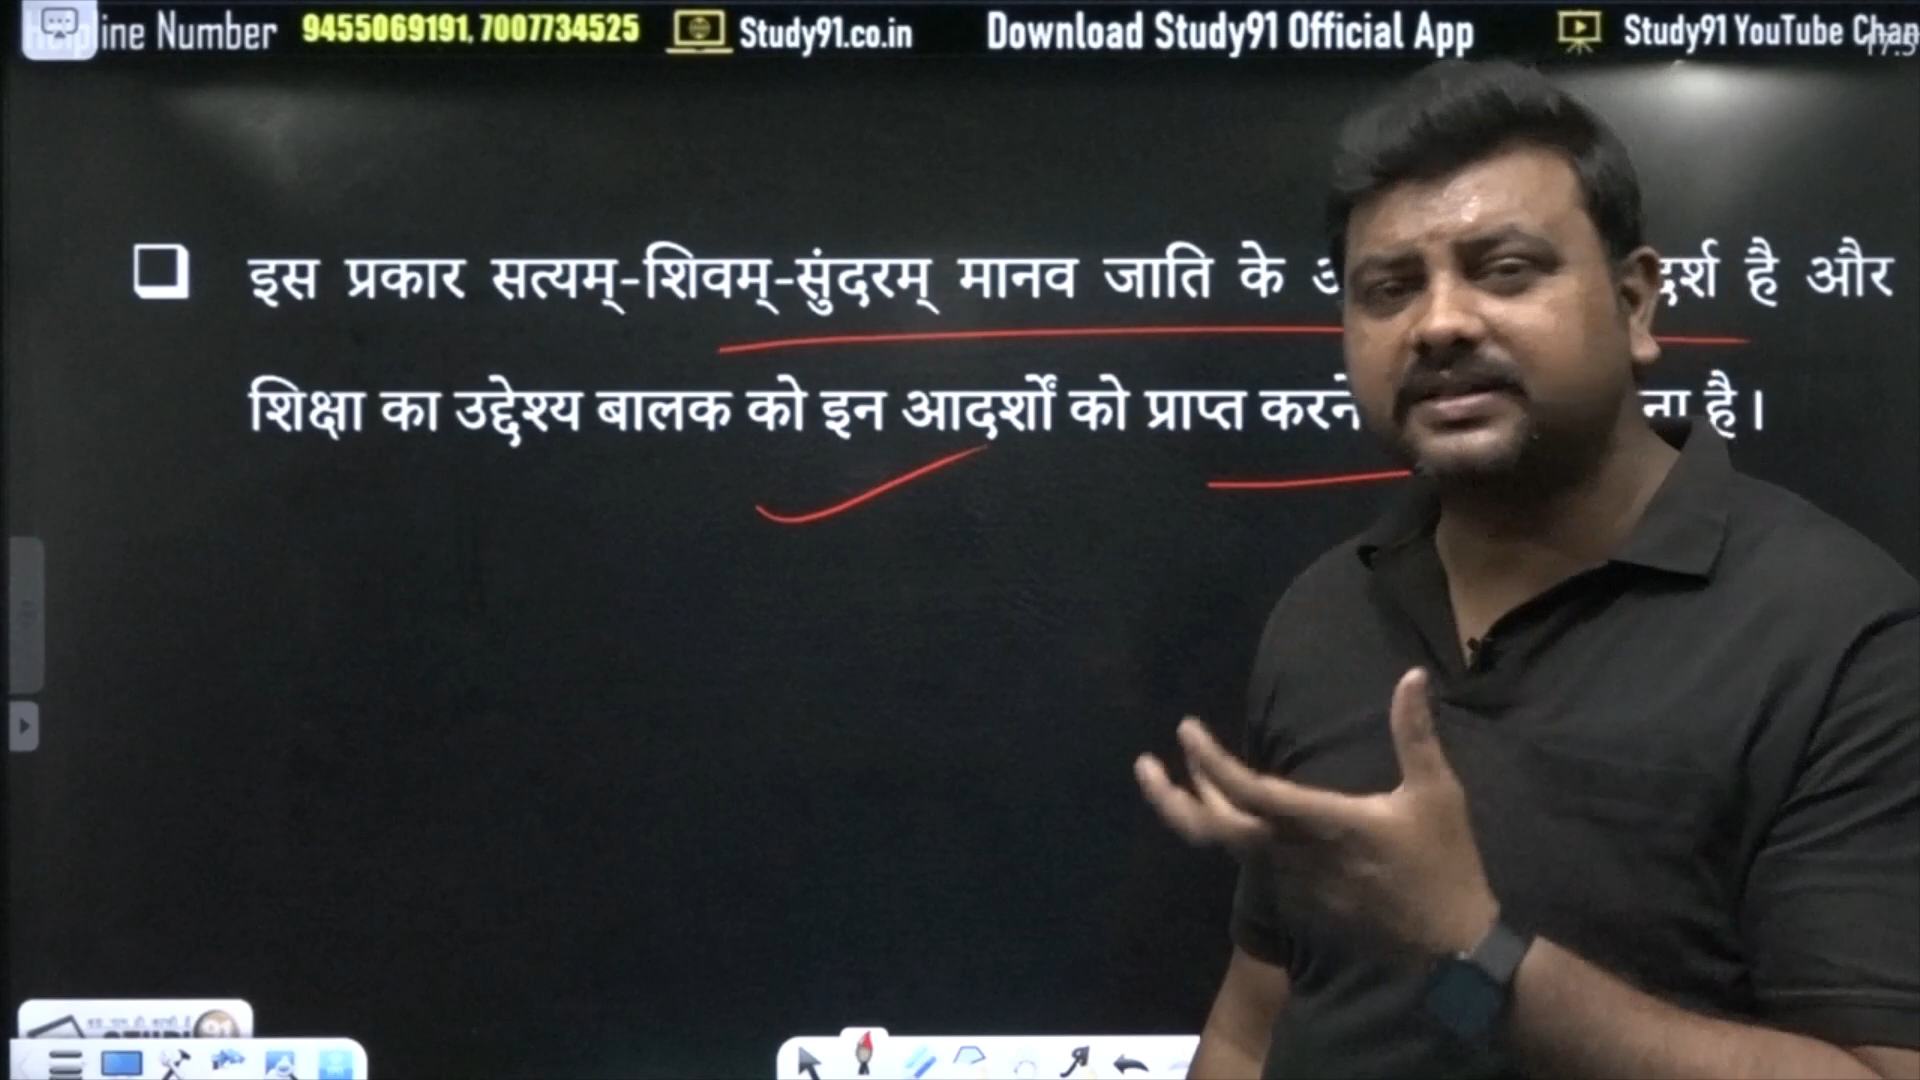 ine Number 9455069191, 7007734525 Study91.co.in Download Study91 Official App Study91 YouTube Chan
इस प्रकार सत्यम्-शिवम्-सुंदरम् मानव जाति के है और
शिक्षा का उद्देश्य बालक को इन आदर्शों को प्राप्त करने है।